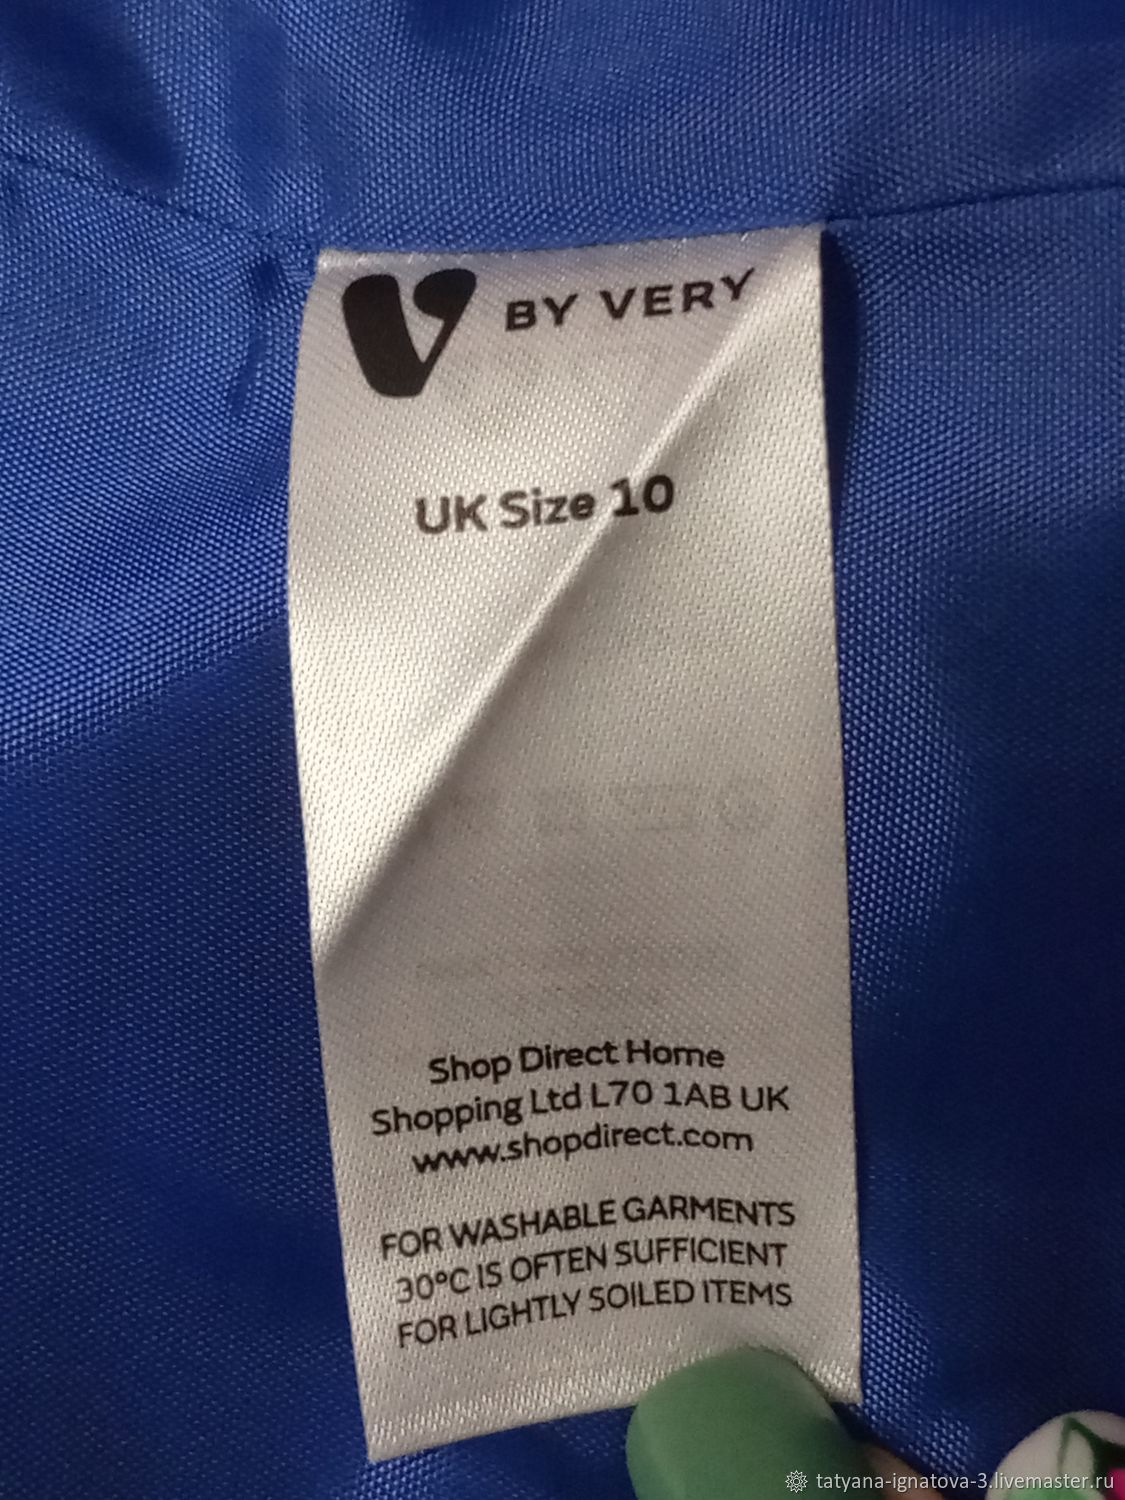 V BY VERY
UK Size 10
Shop Direct Home
Shopping Ltd L70 1AB UK
www.shopdirect.com
FOR WASHABLE GARMENTS
30°C IS OFTEN SUFFICIENT
FOR LIGHTLY SOILED ITEMS
tatyana-ignatova-3.livemaster.ru